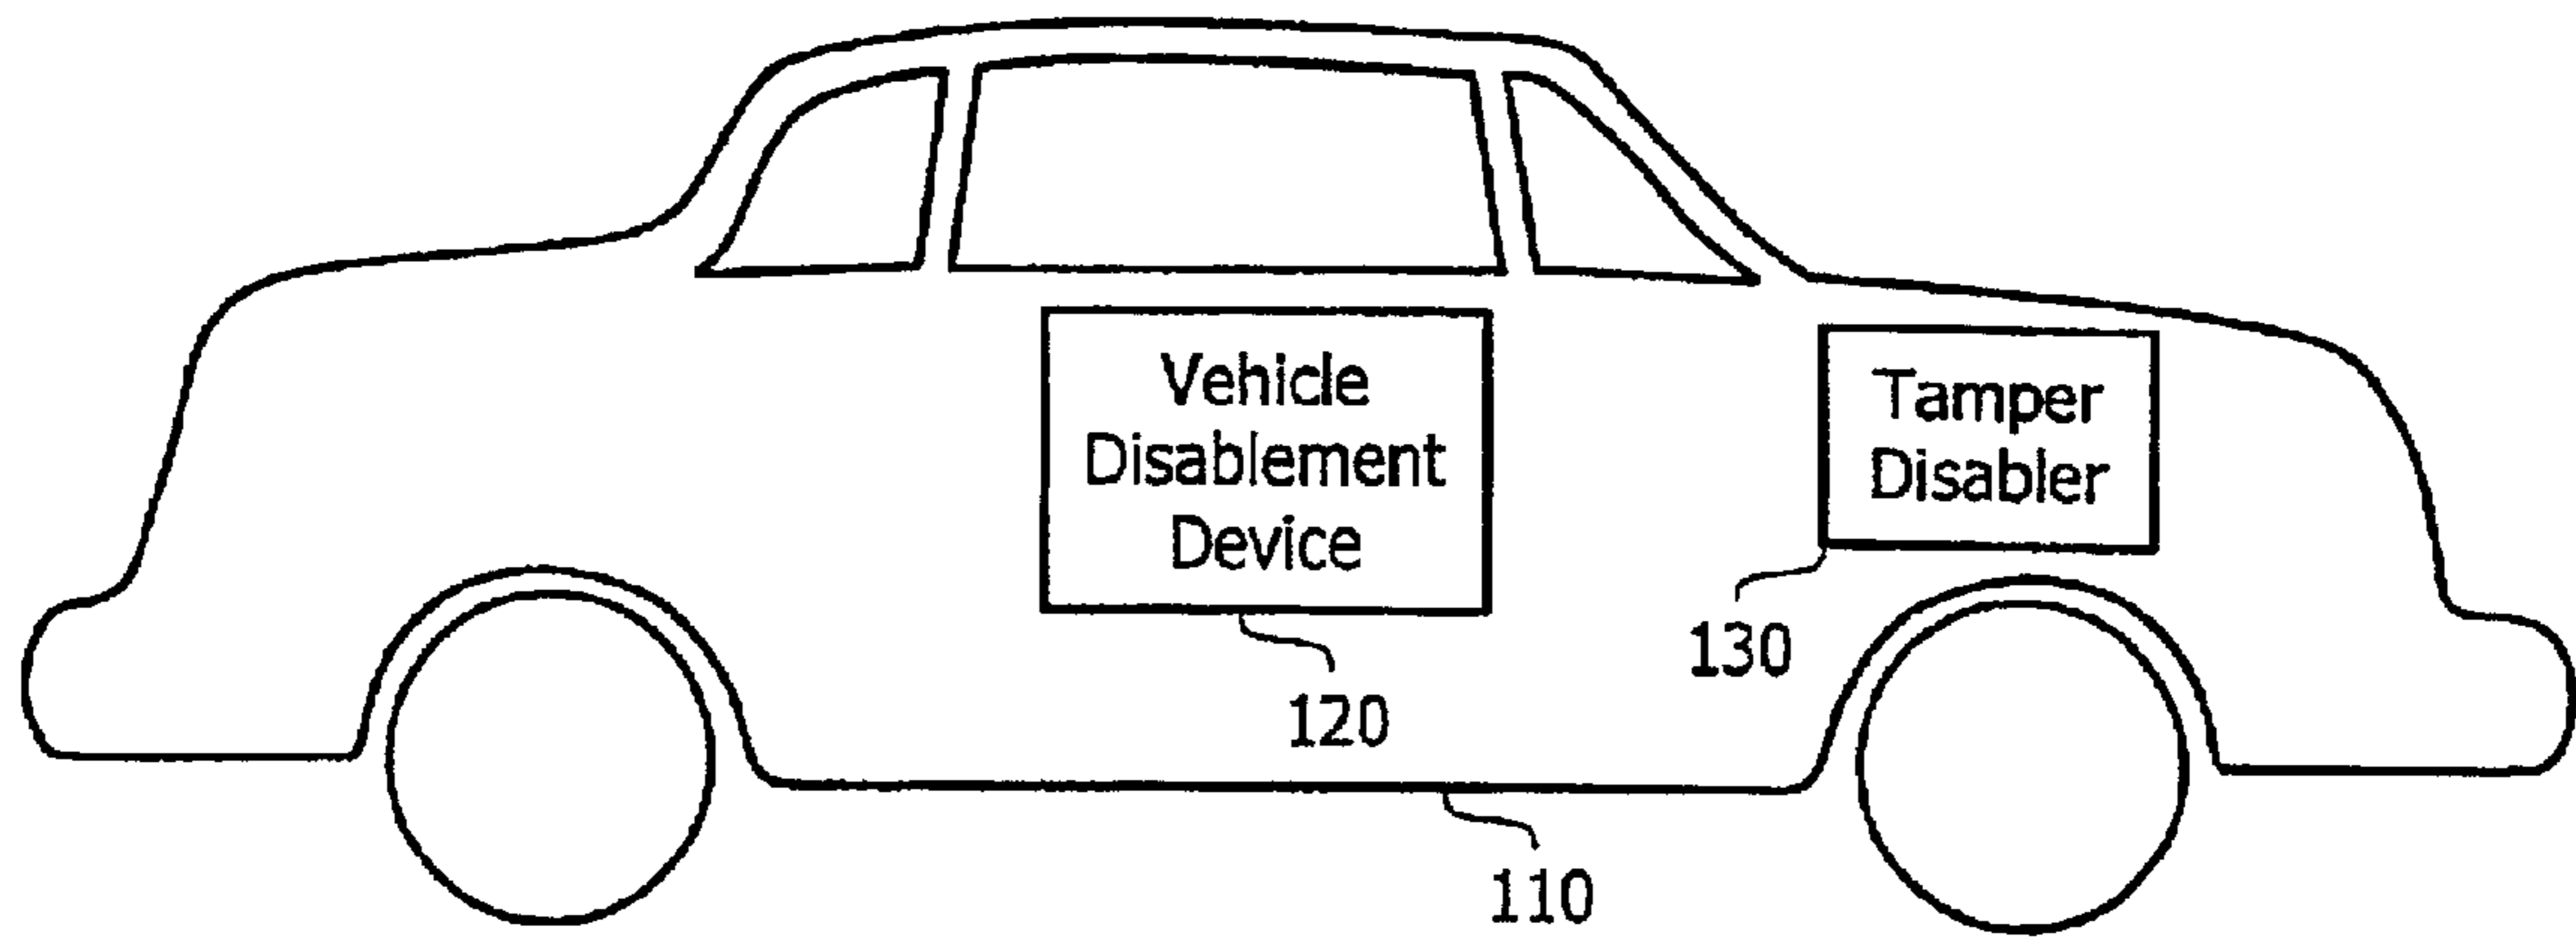 Vehicle
Disablement
Device
Tamper
Disabler
130
120
110